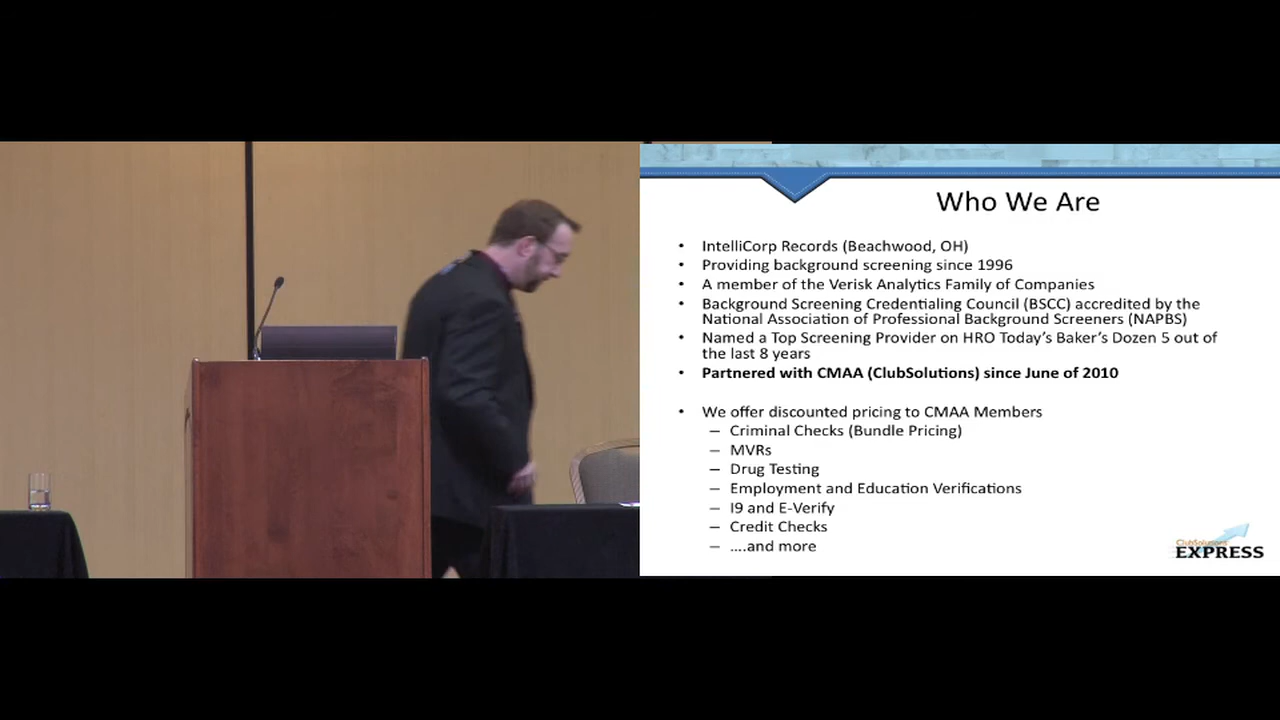 Who We Are
• IntelliCorp Records (Beachwood, OH)
• Providing background screening since 1996
• A member of the Verisk Analytics Family of Companies
• Background Screening Credentialing Council (BSCC) accredited by the
National Association of Professional Background Screeners (NAPBS)
• Named a Top Screening Provider on HRO Today's Baker's Dozen 5 out of
the last 8 years
• Partnered with CMAA (ClubSolutions) since June of 2010
• We offer discounted pricing to CMAA Members
– Criminal Checks (Bundle Pricing)
– MVRs
– Drug Testing
– Employment and Education Verifications
– I9 and E-Verify
– Credit Checks
– ....and more
ClubSolutions
EXPRESS